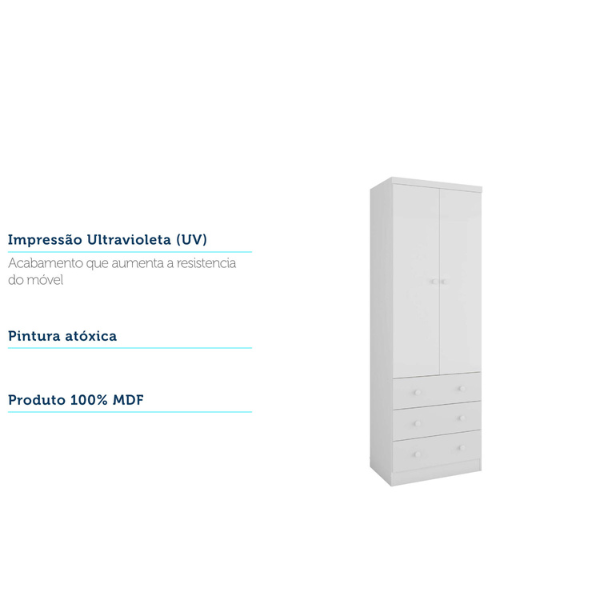 Impressão Ultravioleta (UV)
Acabamento que aumenta a resistencia
do móvel
Pintura atóxica
Produto 100% MDF